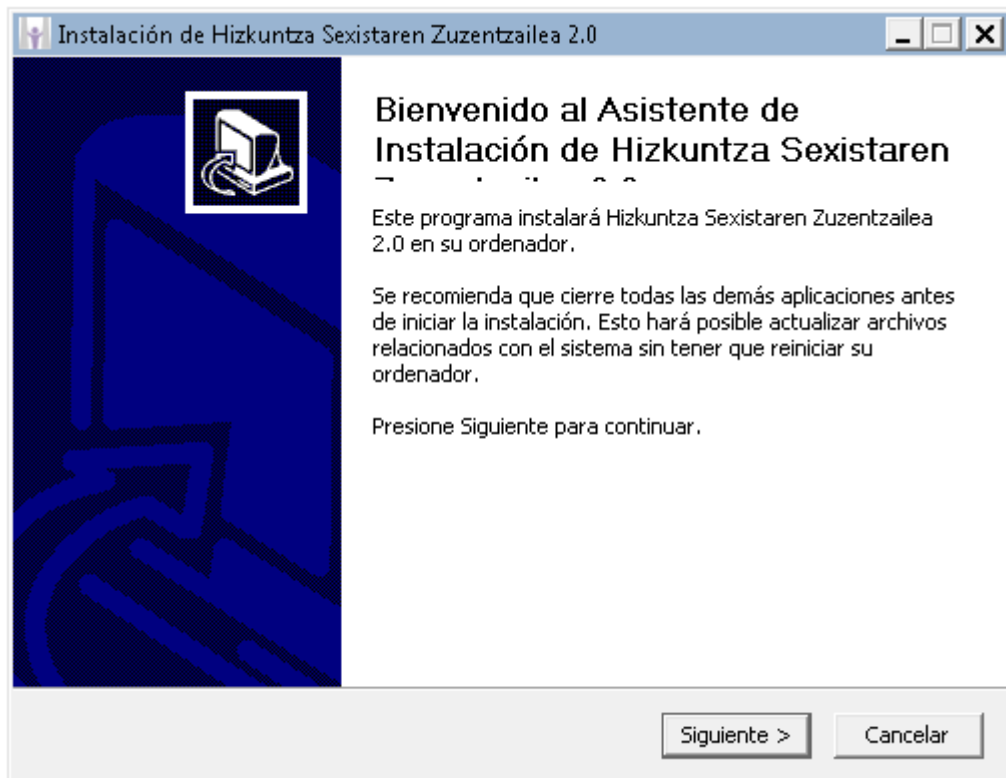 Instalación de Hizkuntza Sexistaren Zuzentzailea 2.0
Bienvenido al Asistente de
Instalación de Hizkuntza Sexistaren
Este programa instalará Hizkuntza Sexistaren Zuzentzailea
2.0 en su ordenador.
Se recomienda que cierre todas las demás aplicaciones antes
de iniciar la instalación. Esto hará posible actualizar archivos
relacionados con el sistema sin tener que reiniciar su
ordenador.
Presione Siguiente para continuar.
Siguiente >
Cancelar